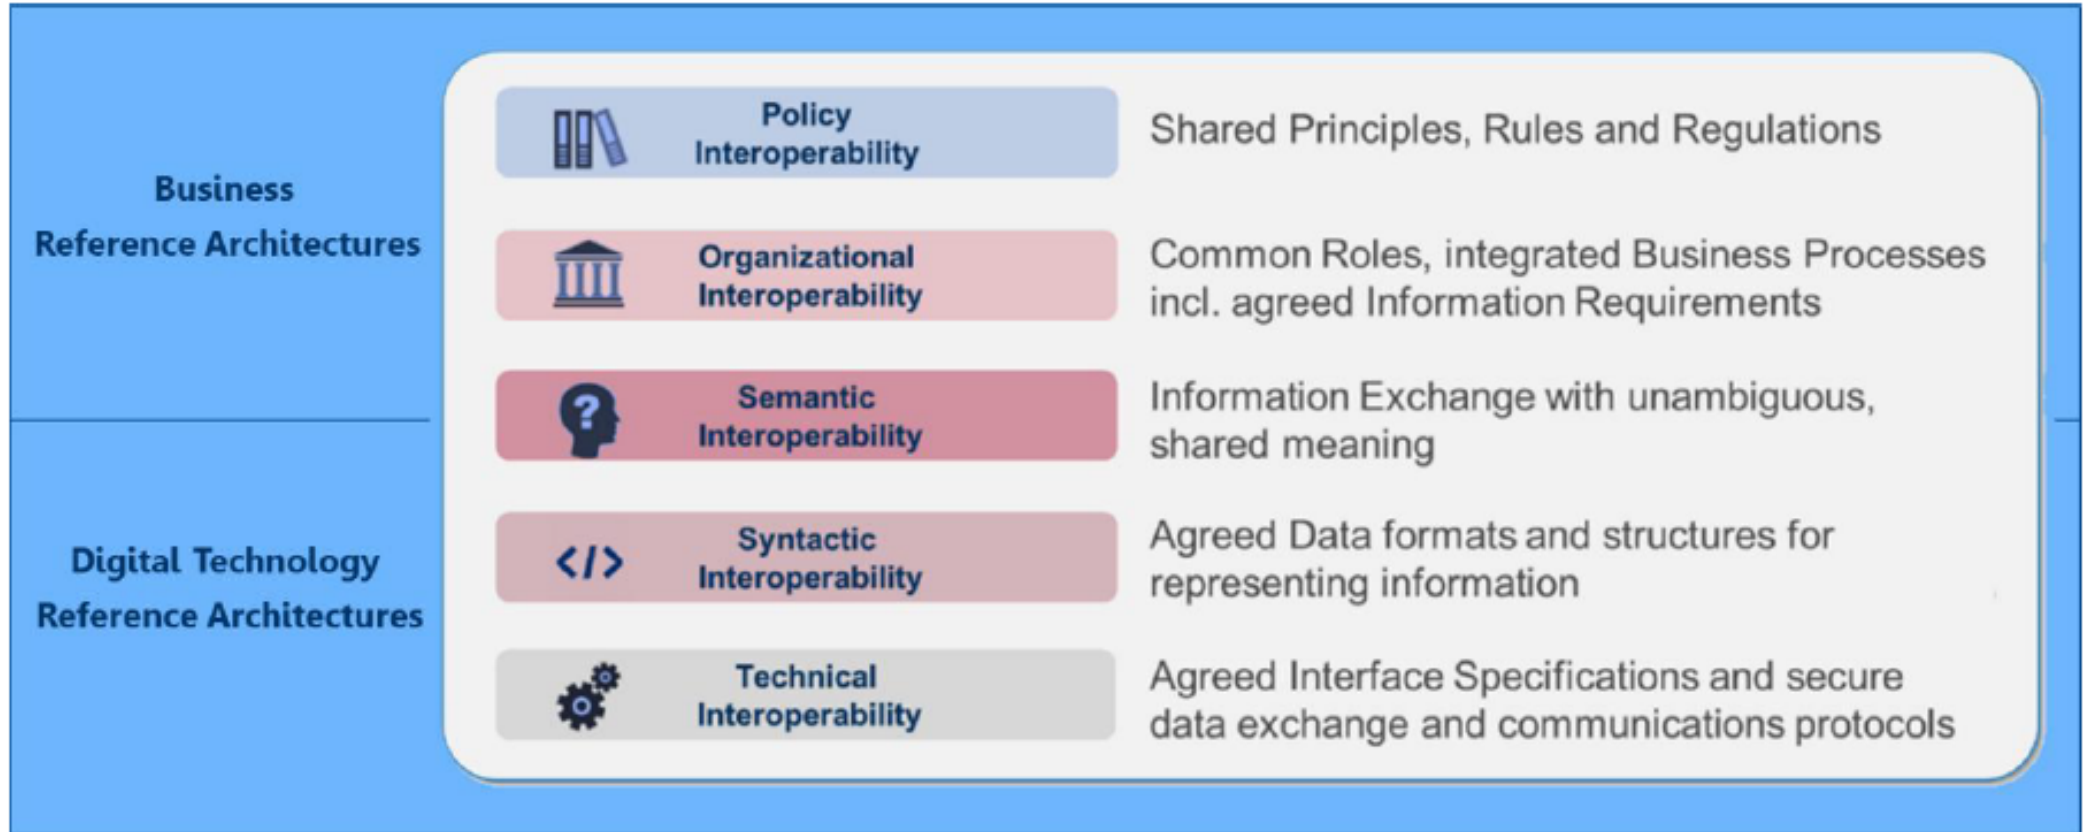 Business
Reference Architectures
Policy
Interoperability
Shared Principles, Rules and Regulations
Organizational
Interoperability
Common Roles, integrated Business Processes
incl. agreed Information Requirements
?
Semantic
Interoperability
Information Exchange with unambiguous,
shared meaning
Digital Technology
Reference Architectures
</>
Syntactic
Interoperability
Agreed Data formats and structures for
representing information
Technical
Interoperability
Agreed Interface Specifications and secure
data exchange and communications protocols